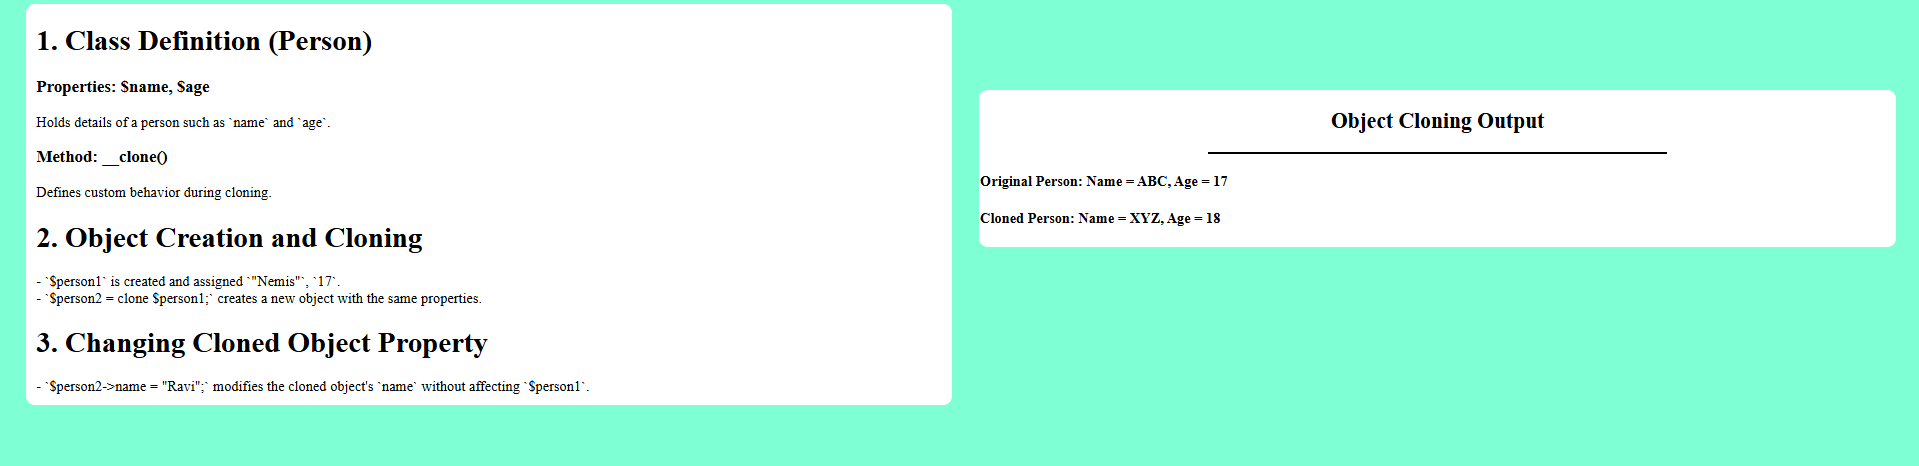 1. Class Definition (Person)
Properties: $name, $age
Holds details of a person such as `name` and `age`.
Method: __clone()
Defines custom behavior during cloning.
2. Object Creation and Cloning
- `$person1` is created and assigned `"Nemis"`, `17`.
- `$person2 = clone $person1;` creates a new object with the same properties.
3. Changing Cloned Object Property
- `$person2->name = "Ravi";` modifies the cloned object's `name` without affecting `$person1`.
Object Cloning Output
Original Person: Name = ABC, Age = 17
Cloned Person: Name = XYZ, Age = 18